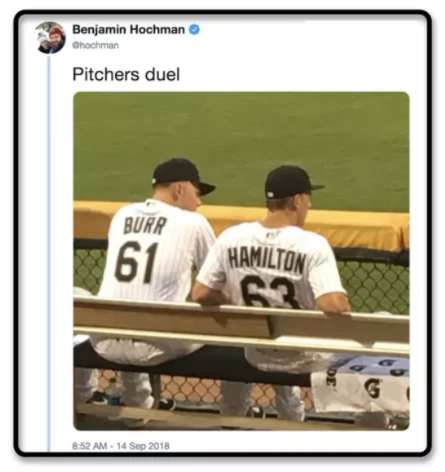 Benjamin Hochman
@hochman
Pitchers duel
BURR
61
HAMILTON
63
G
G
G
G
8:52 AM - 14 Sep 2018